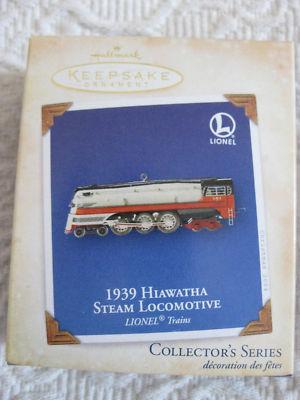 Hallmark
KEEPSAKE
ORNAMENT
L
LIONEL
1939 HIAWATHA
STEAM LOCOMOTIVE
LIONEL® Trains
COLLECTOR'S SERIES
décoration des fêtes